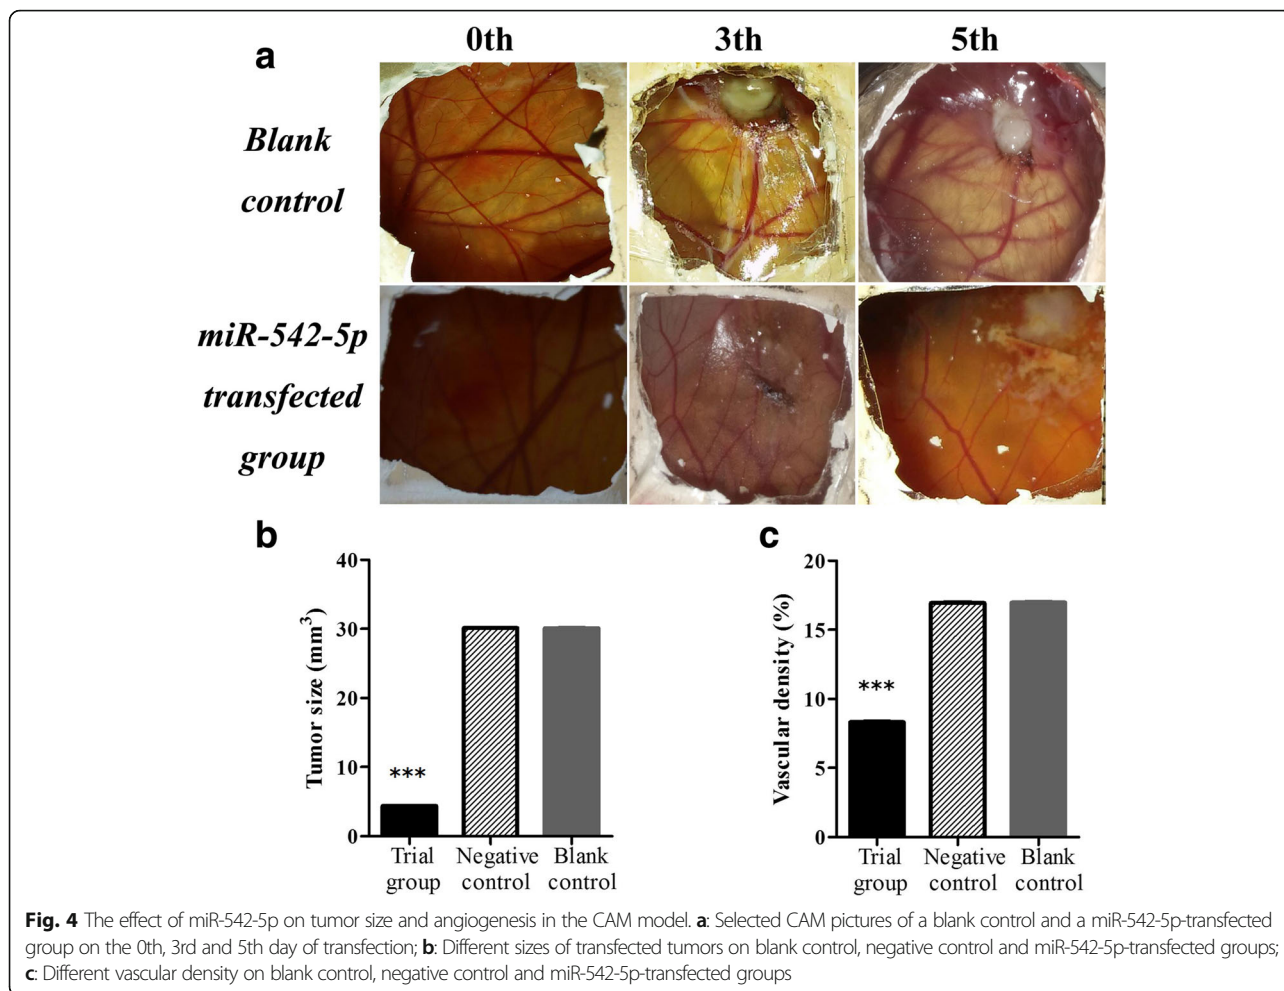 a
0th 3th 5th
Blank
control
miR-542-5p
transfected
group
b
Tumor size (mm³)
40
30
20
10
0
***
Trial
group
Negative
control
Blank
control
c
Vascular density (%)
20
15
10
5
0
***
Trial
group
Negative
control
Blank
control
Fig. 4 The effect of miR-542-5p on tumor size and angiogenesis in the CAM model. a: Selected CAM pictures of a blank control and a miR-542-5p-transfected
group on the 0th, 3rd and 5th day of transfection; b: Different sizes of transfected tumors on blank control, negative control and miR-542-5p-transfected groups;
c: Different vascular density on blank control, negative control and miR-542-5p-transfected groups